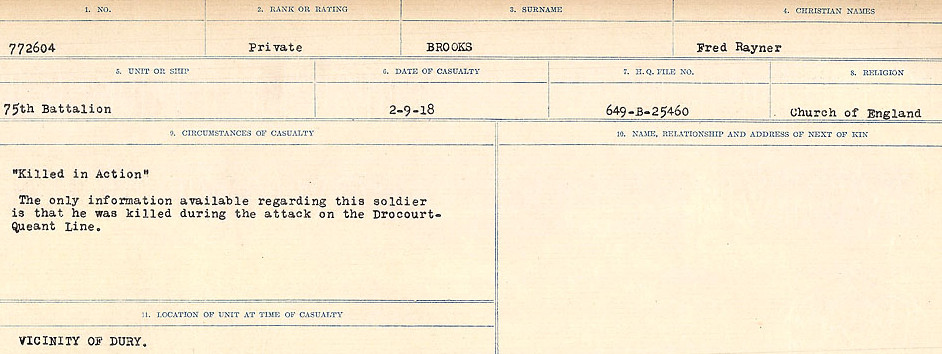 1. NO. 2. RANK OR RATING 3. SURNAME 4. CHRISTIAN NAMES
772604 Private BROOKS Fred Rayner
5. UNIT OR SHIP 6. DATE OF CASUALTY 7. H.Q. FILE NO. 8. RELIGION
75th Battalion 2-9-18 649-B-25460 Church of England
9. CIRCUMSTANCES OF CASUALTY 10. NAME, RELATIONSHIP AND ADDRESS OF NEXT OF KIN
"Killed in Action"
The only information available regarding this soldier
is that he was killed during the attack on the Drocourt-
Queant Line.
11. LOCATION OF UNIT AT TIME OF CASUALTY
VICINITY OF DURY.